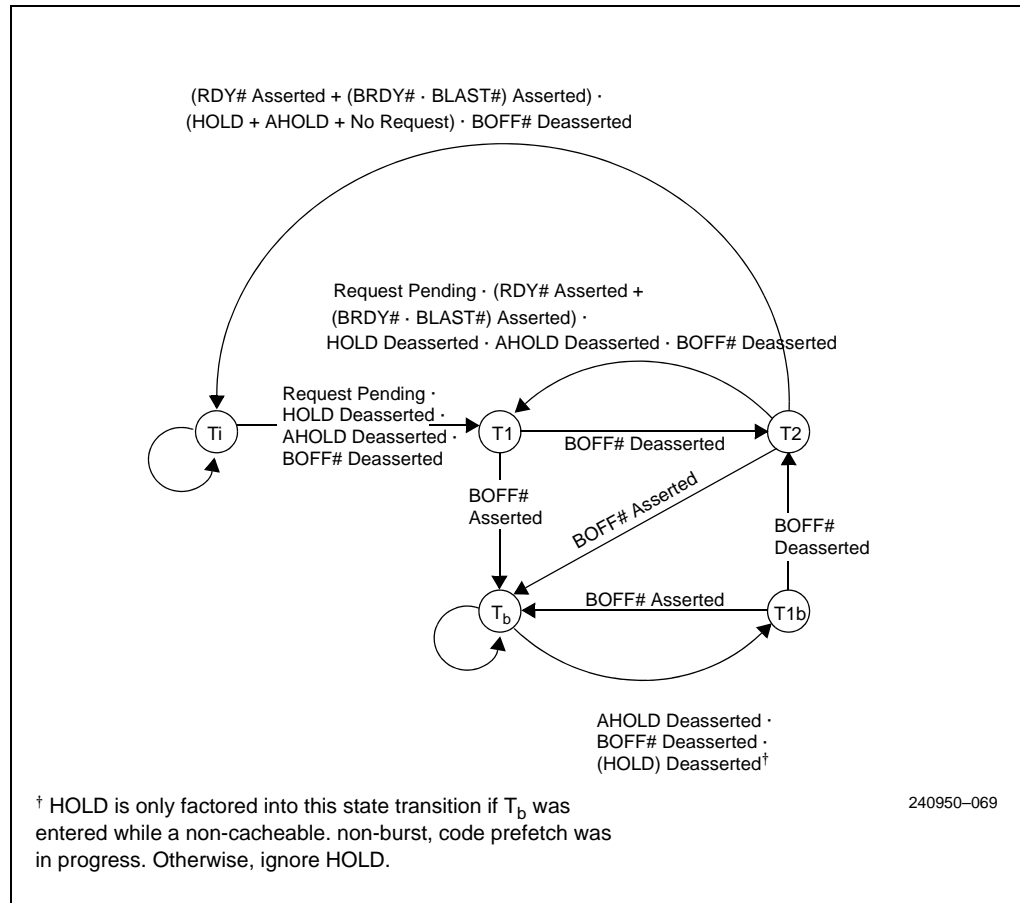 (RDY# Asserted + (BRDY# · BLAST#) Asserted) ·
(HOLD + AHOLD + No Request) · BOFF# Deasserted
Request Pending · (RDY# Asserted +
(BRDY# · BLAST#) Asserted) ·
HOLD Deasserted · AHOLD Deasserted · BOFF# Deasserted
Request Pending ·
HOLD Deasserted ·
AHOLD Deasserted ·
BOFF# Deasserted
Ti
T1
BOFF# Deasserted
T2
BOFF#
Asserted
BOFF# Asserted
BOFF#
Deasserted
Tb
BOFF# Asserted
T1b
AHOLD Deasserted ·
BOFF# Deasserted ·
(HOLD) Deasserted†
† HOLD is only factored into this state transition if Tb was
entered while a non-cacheable. non-burst, code prefetch was
in progress. Otherwise, ignore HOLD.
240950–069